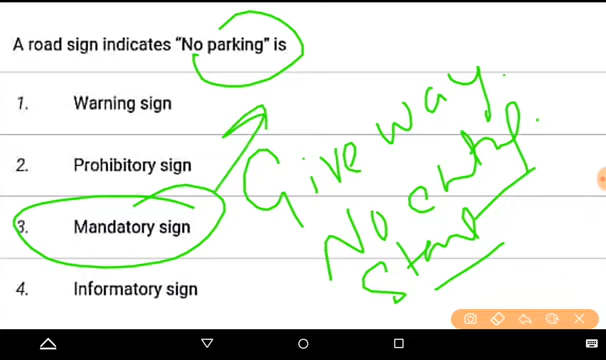 A road sign indicates “No parking” is
1. Warning sign
2. Prohibitory sign
3. Mandatory sign
4. Informatory sign
Give way.
No